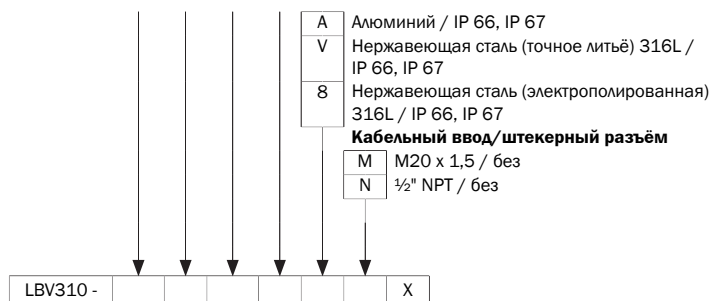 A Алюминий / IP 66, IP 67
V Нержавеющая сталь (точное литьё) 316L /
IP 66, IP 67
8 Нержавеющая сталь (электрополированная)
316L / IP 66, IP 67
Кабельный ввод/штекерный разъём
M M20 x 1,5 / без
N ½" NPT / без
LBV310 - X